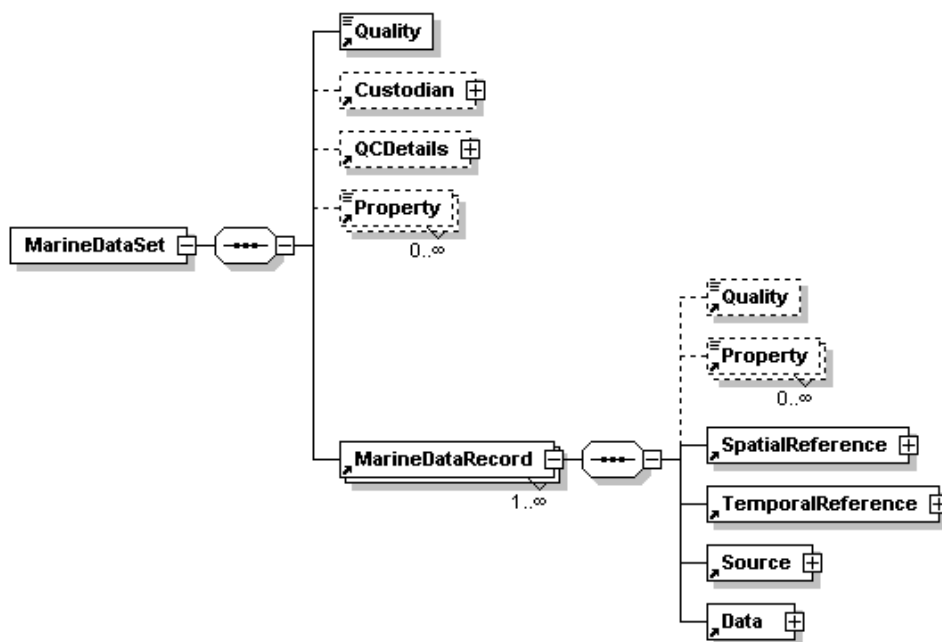 Quality
Custodian
QCDetails
Property
0..∞
MarineDataSet
Quality
Property
0..∞
MarineDataRecord
1..∞
SpatialReference
TemporalReference
Source
Data